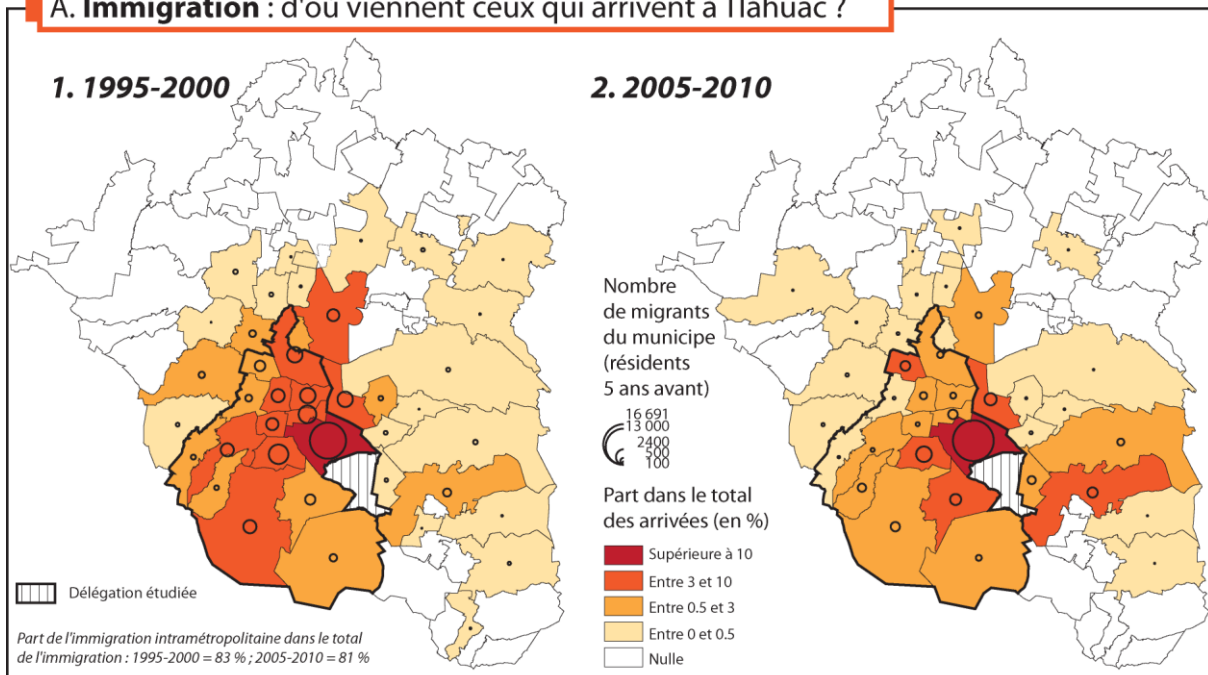 A. Immigration : d'où viennent ceux qui arrivent à Tlahuac ?
1. 1995-2000
2. 2005-2010
Nombre
de migrants
du municipe
(résidents
5 ans avant)
16 691
13 000
2400
500
100
Part dans le total
des arrivées (en %)
Supérieure à 10
Entre 3 et 10
Entre 0.5 et 3
Entre 0 et 0.5
Nulle
Délégation étudiée
Part de l'immigration intramétropolitaine dans le total
de l'immigration : 1995-2000 = 83 % ; 2005-2010 = 81 %